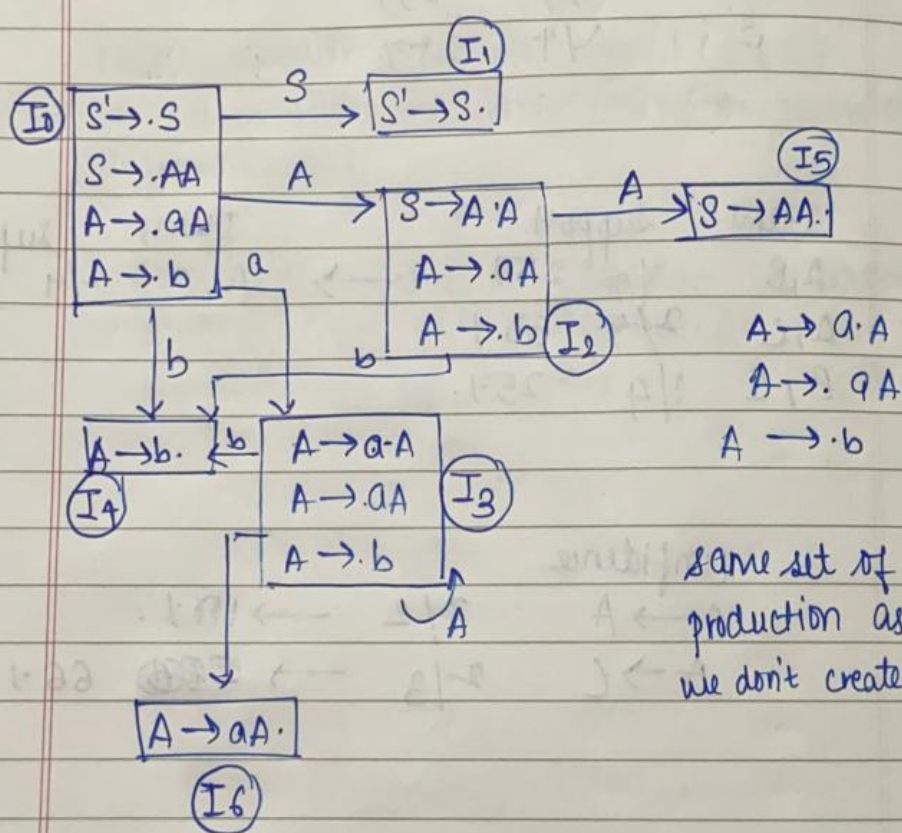 I1
S
I0
S'→.S
S'→S.
S→.AA
A
I5
A→.aA
S→A.A
A
S→AA.
A→.b
a
A→.aA
A→.b
I2
A→a.A
b
b
A→.aA
A→.b
A→b.
b
A→a.A
I4
A→.aA
I3
A→.b
same set of
A
production as
we don't create
A→aA.
I6